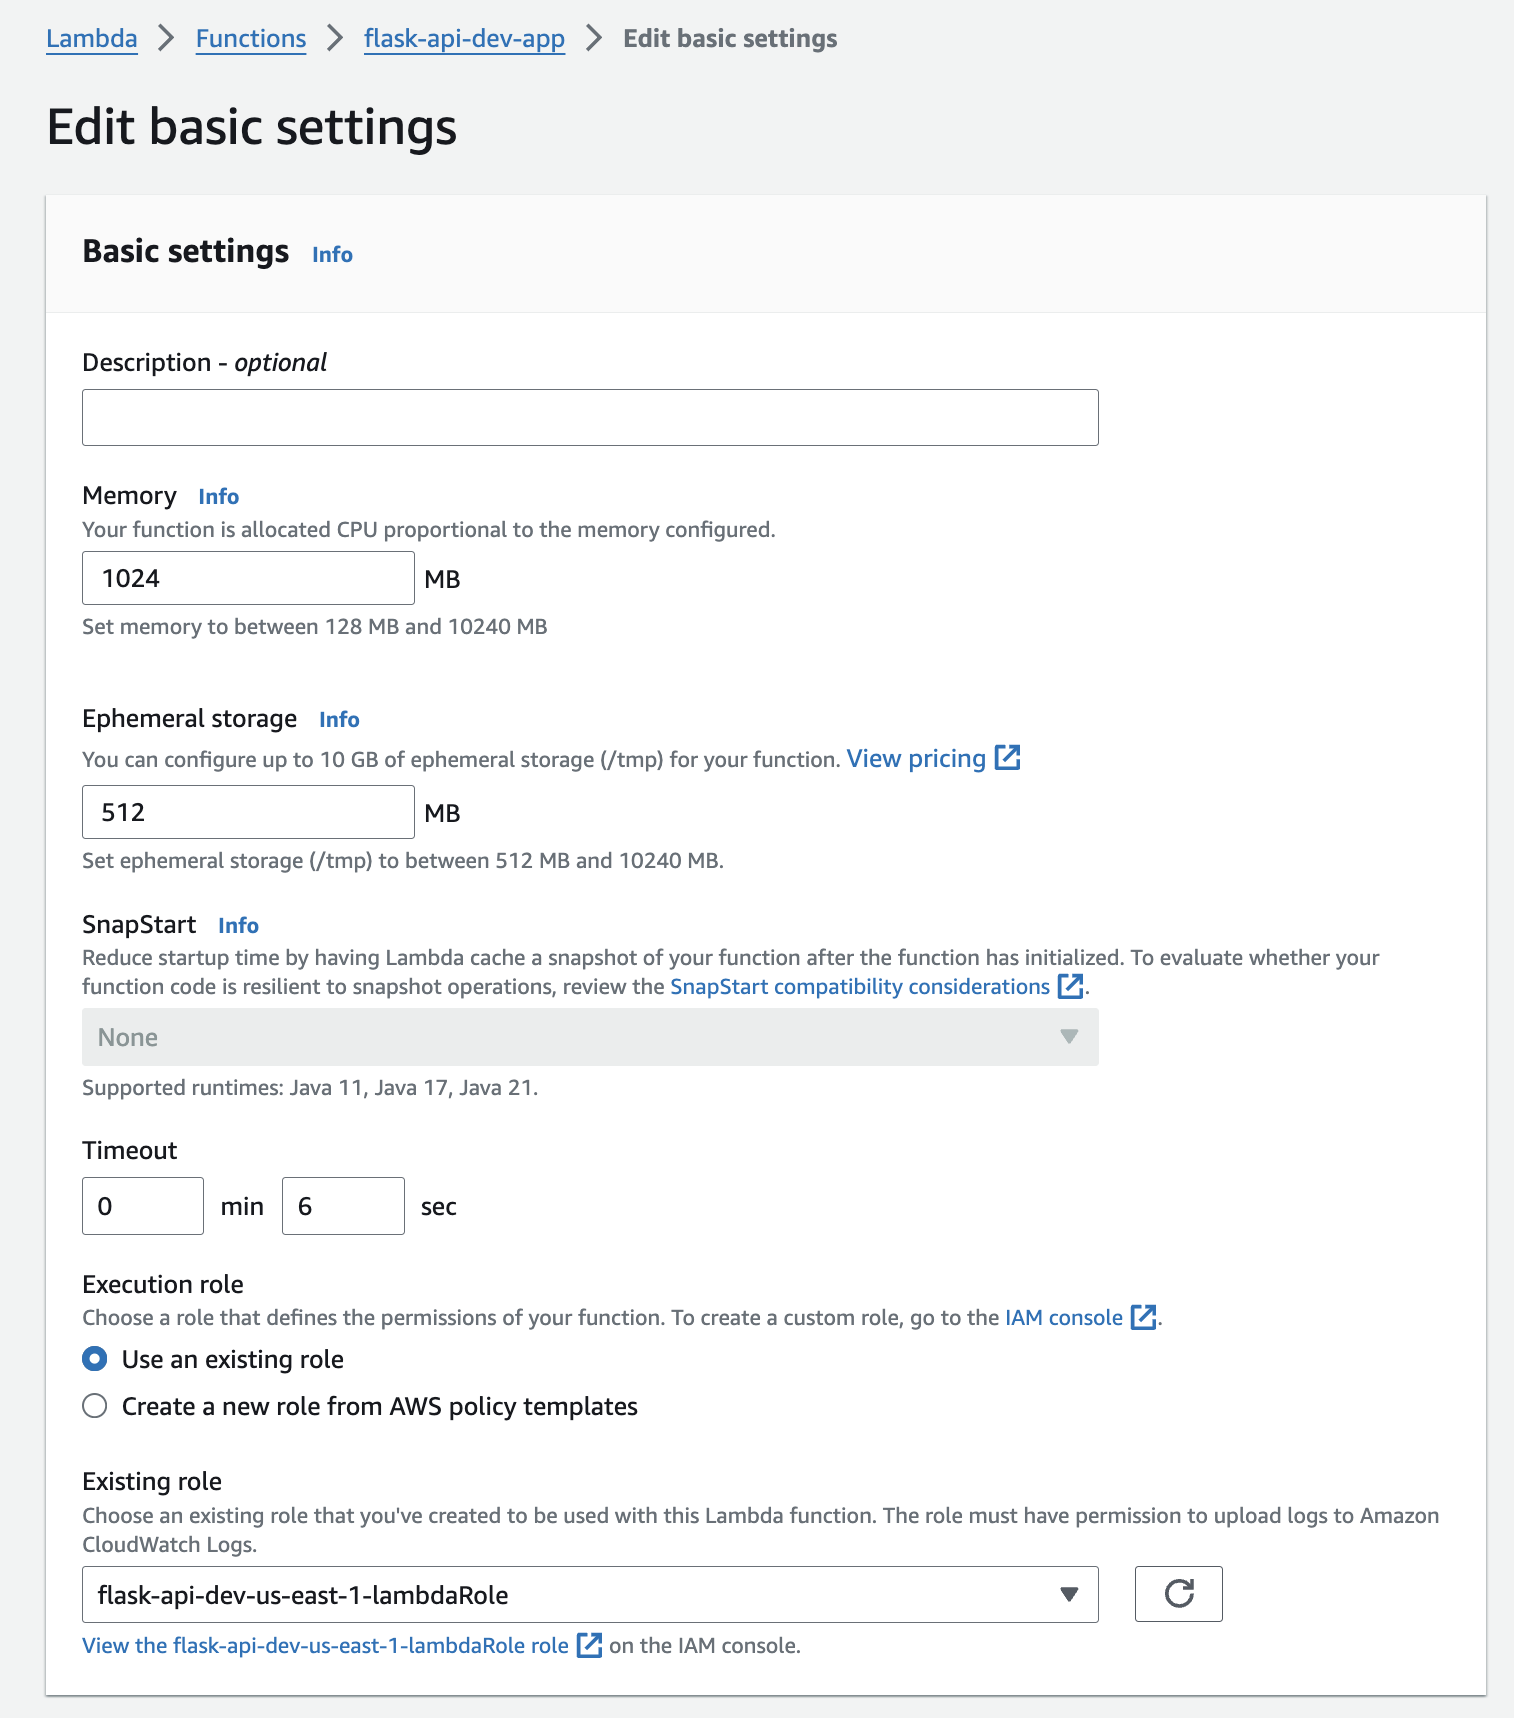 Lambda > Functions > flask-api-dev-app > Edit basic settings
Edit basic settings
Basic settings Info
Description - optional
Memory Info
Your function is allocated CPU proportional to the memory configured.
1024 MB
Set memory to between 128 MB and 10240 MB
Ephemeral storage Info
You can configure up to 10 GB of ephemeral storage (/tmp) for your function. View pricing
512 MB
Set ephemeral storage (/tmp) to between 512 MB and 10240 MB.
SnapStart Info
Reduce startup time by having Lambda cache a snapshot of your function after the function has initialized. To evaluate whether your
function code is resilient to snapshot operations, review the SnapStart compatibility considerations .
None
Supported runtimes: Java 11, Java 17, Java 21.
Timeout
0 min 6 sec
Execution role
Choose a role that defines the permissions of your function. To create a custom role, go to the IAM console .
Use an existing role
Create a new role from AWS policy templates
Existing role
Choose an existing role that you've created to be used with this Lambda function. The role must have permission to upload logs to Amazon
CloudWatch Logs.
flask-api-dev-us-east-1-lambdaRole
View the flask-api-dev-us-east-1-lambdaRole role on the IAM console.